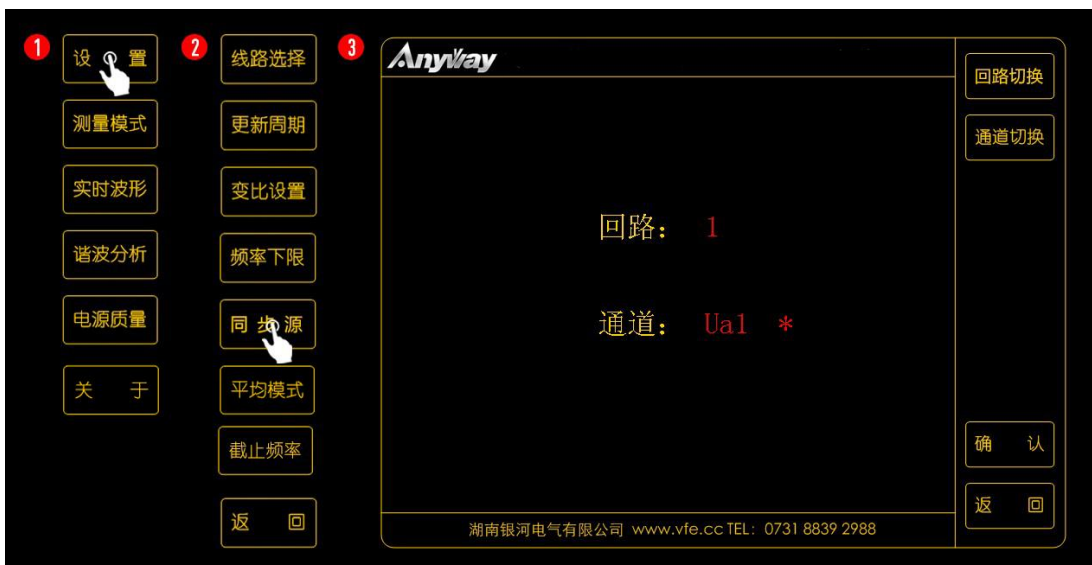 1
设 置
测量模式
实时波形
谐波分析
电源质量
关 于
2
线路选择
更新周期
变比设置
频率下限
同 步 源
平均模式
截止频率
返 回
3
Anyway
回路： 1
通道： Ua1 *
湖南银河电气有限公司 www.vfe.cc TEL: 0731 8839 2988
回路切换
通道切换
确 认
返 回